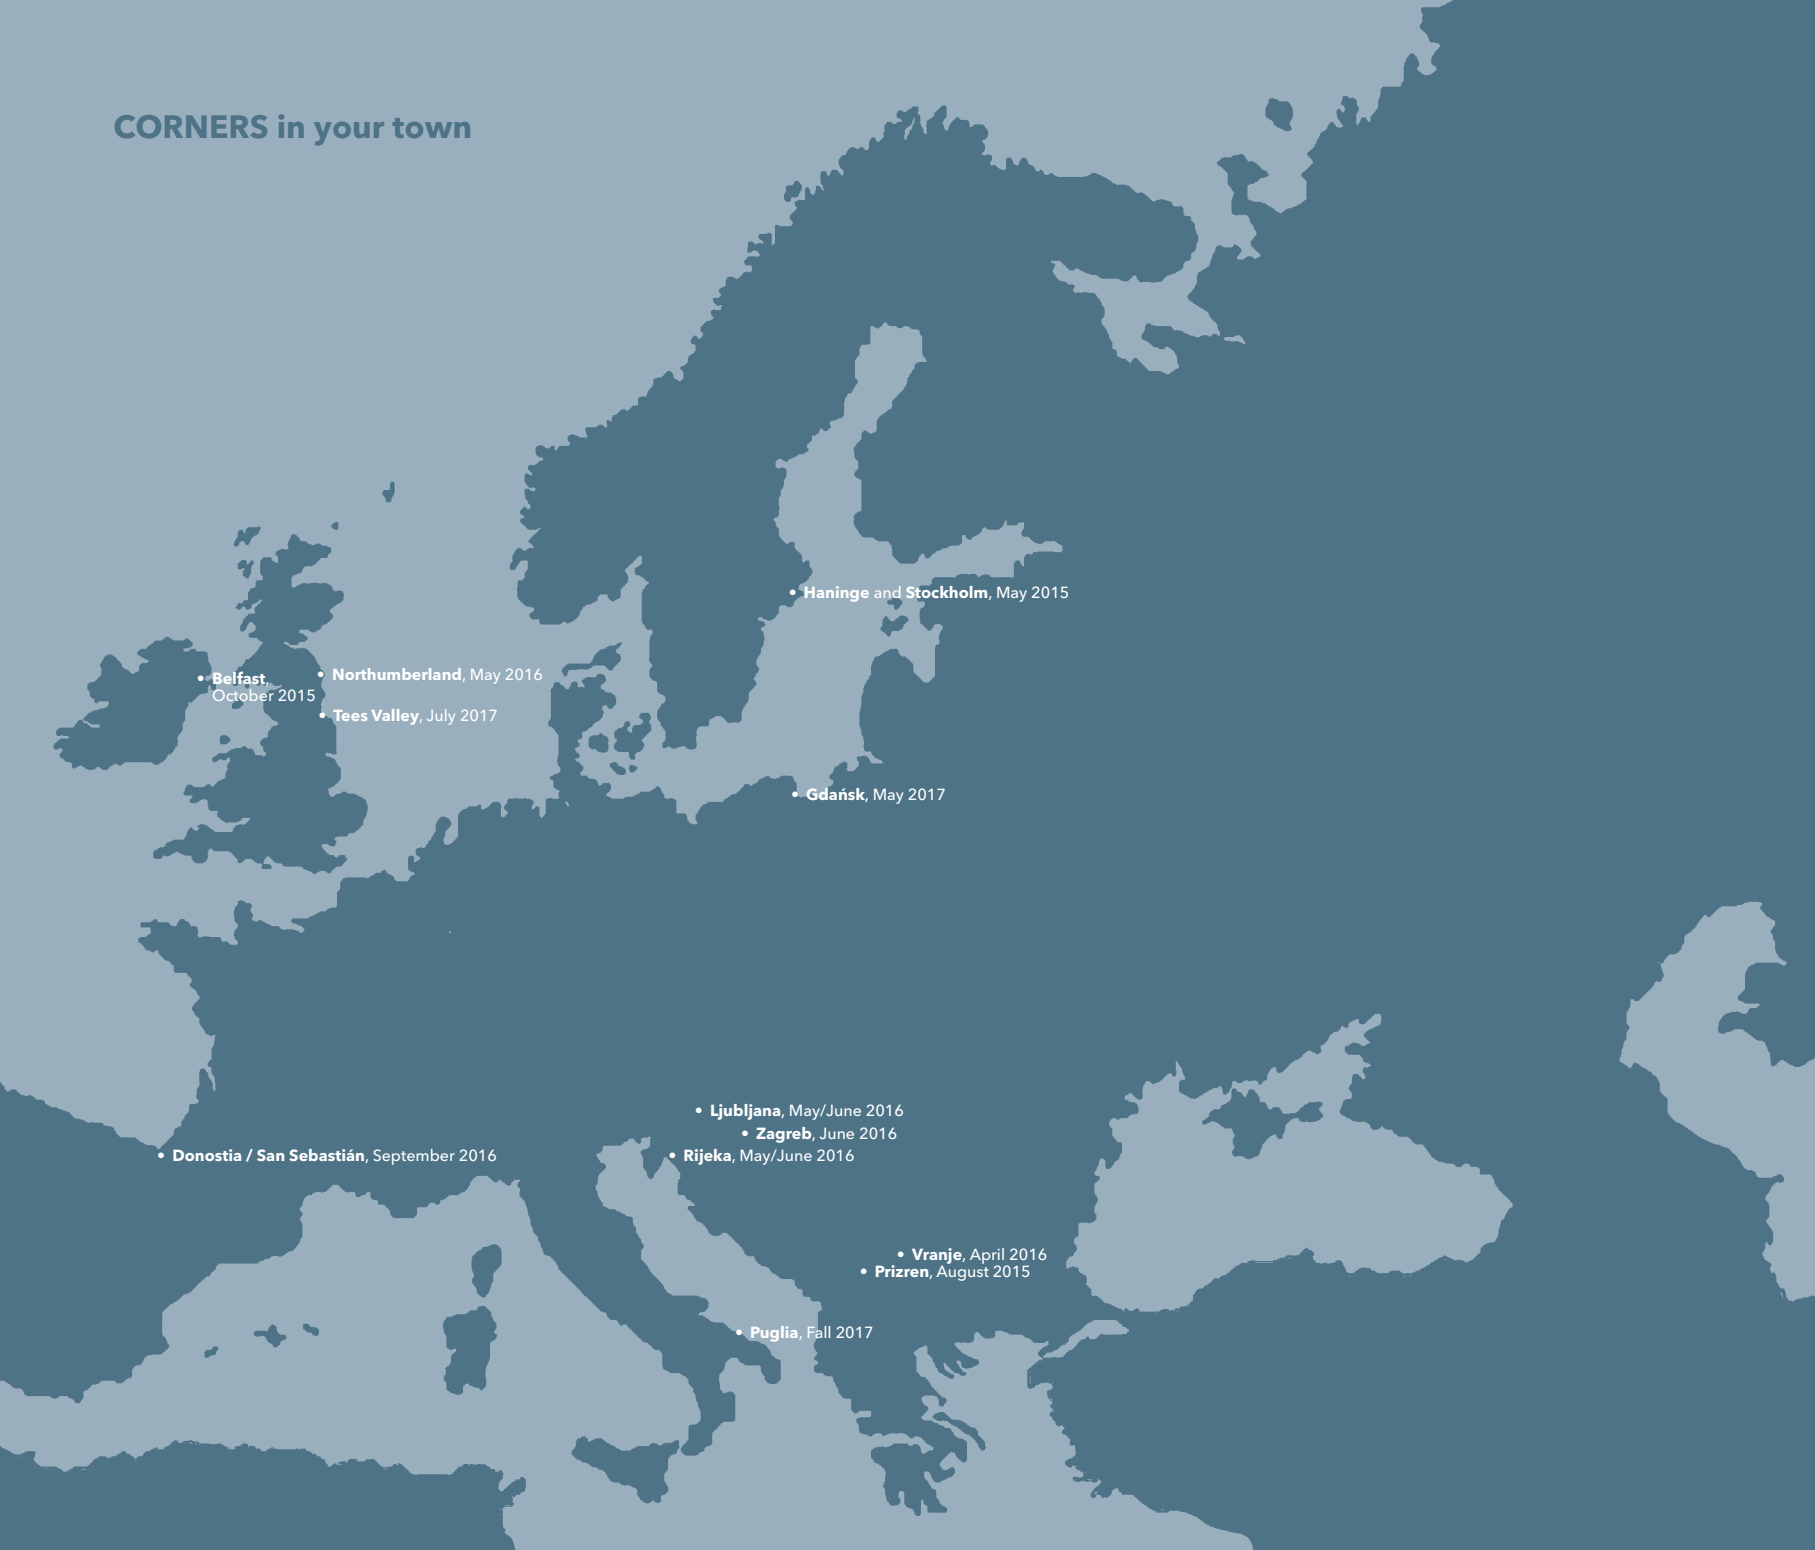 CORNERS in your town
• Haninge and Stockholm, May 2015
• Northumberland, May 2016
• Belfast,
October 2015
• Tees Valley, July 2017
• Gdańsk, May 2017
• Ljubljana, May/June 2016
• Zagreb, June 2016
• Donostia / San Sebastián, September 2016
• Rijeka, May/June 2016
• Vranje, April 2016
• Prizren, August 2015
• Puglia, Fall 2017